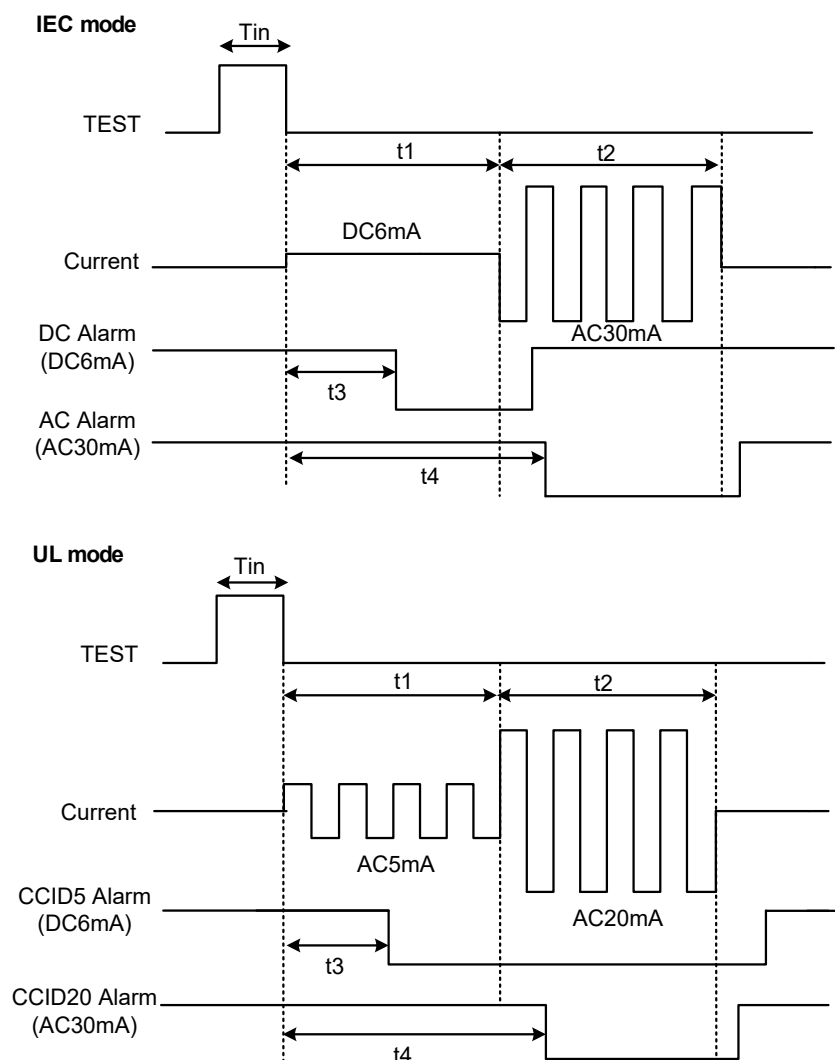 IEC mode
Tin
TEST
t1
t2
DC6mA
Current
DC Alarm
(DC6mA)
AC30mA
t3
AC Alarm
(AC30mA)
t4
UL mode
Tin
TEST
t1
t2
Current
AC5mA
CCID5 Alarm
(DC6mA)
AC20mA
t3
CCID20 Alarm
(AC30mA)
t4